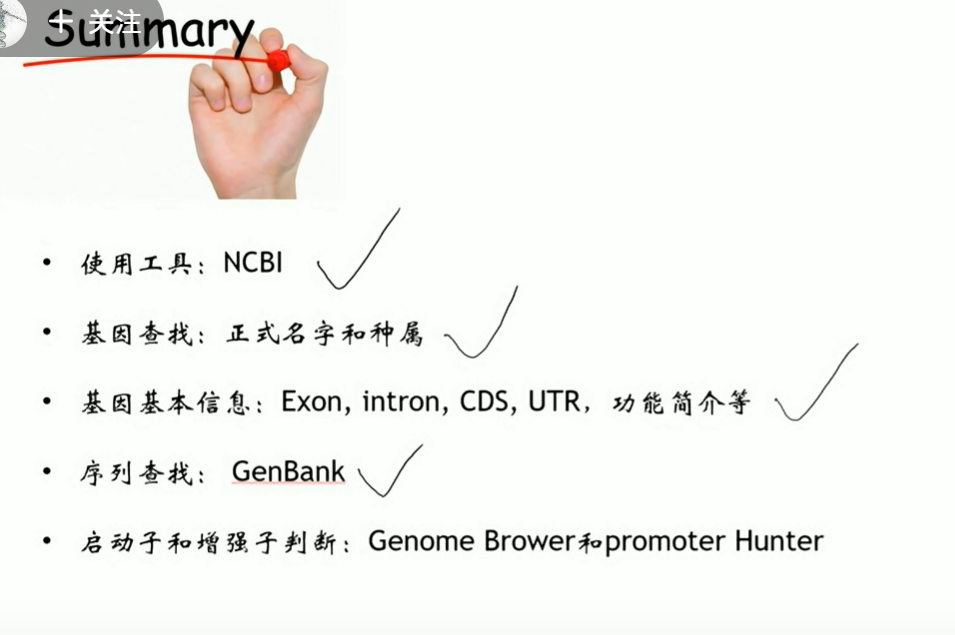 + 关注
Summary
• 使用工具：NCBI
• 基因查找：正式名字和种属
• 基因基本信息：Exon, intron, CDS, UTR，功能简介等
• 序列查找： GenBank
• 启动子和增强子判断：Genome Brower和promoter Hunter